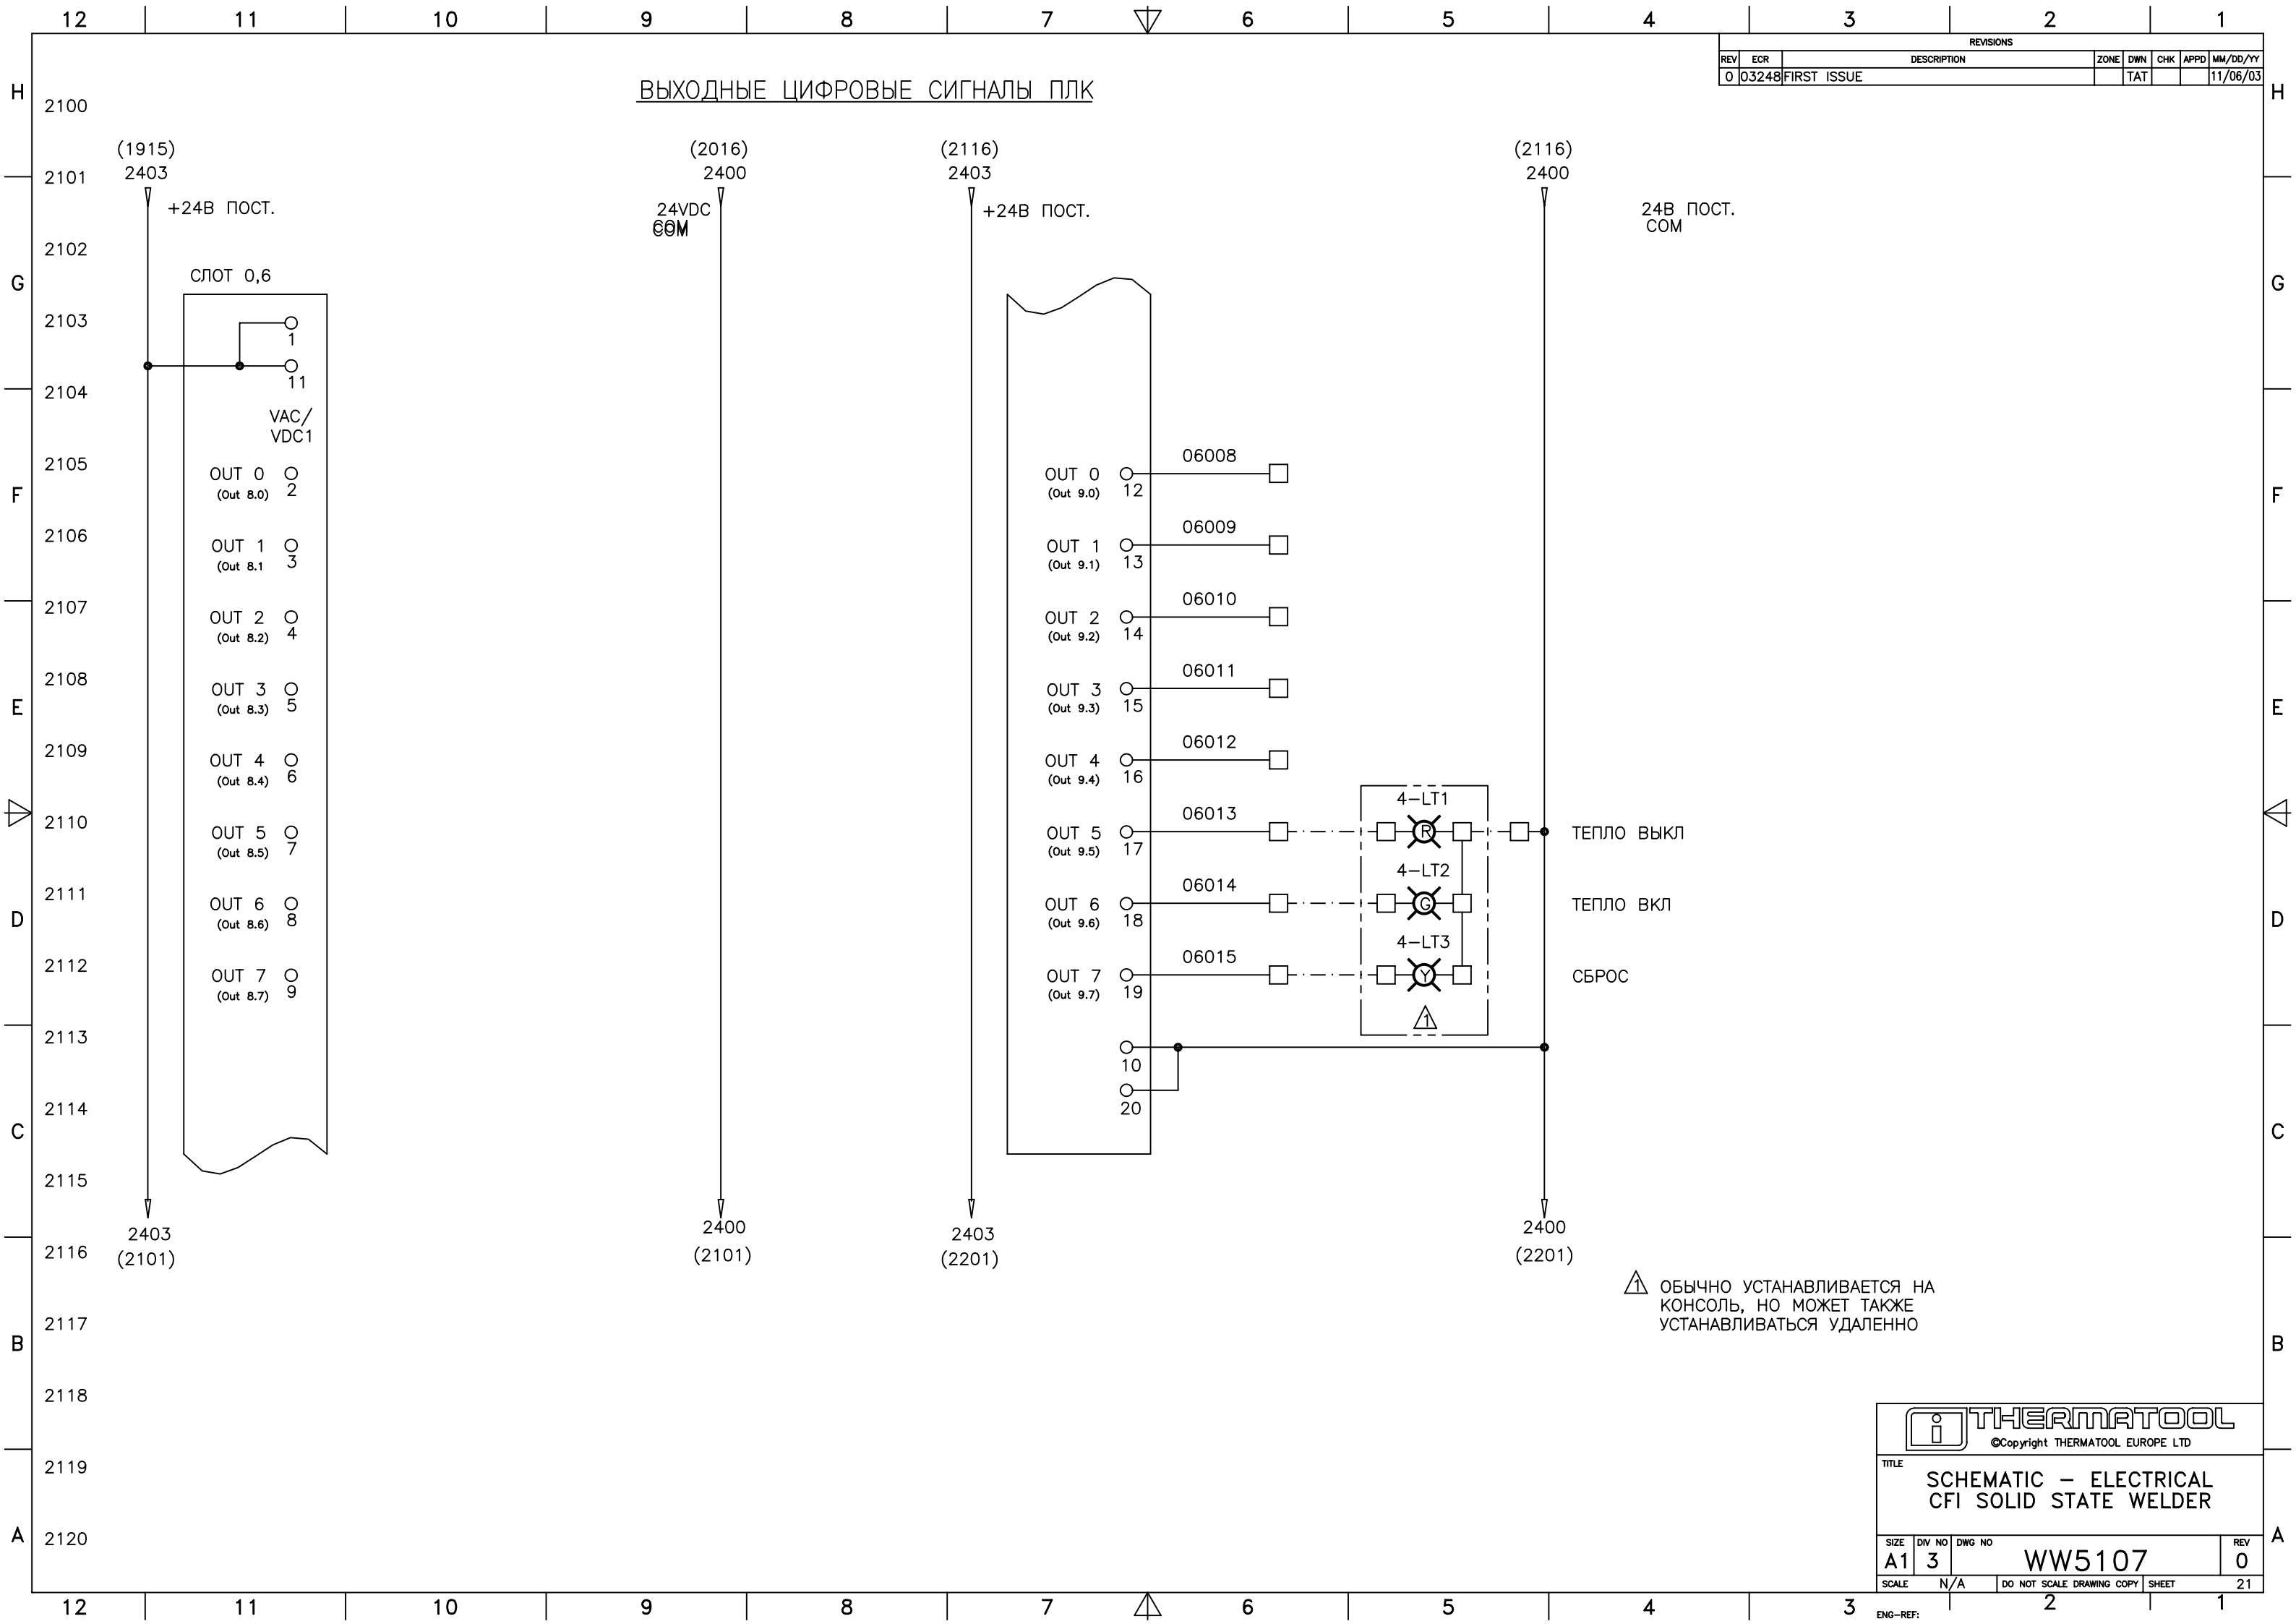 12 11 10 9 8 7 6 5 4 3 2 1
REVISIONS
REV ECR DESCRIPTION ZONE DWN CHK APPD MM/DD/YY
0 03248 FIRST ISSUE TAT 11/06/03
H H
ВЫХОДНЫЕ ЦИФРОВЫЕ СИГНАЛЫ ПЛК
2100
(1915) (2016) (2116) (2116)
2403 2400 2403 2400
2101
+24В ПОСТ. 24VDC +24В ПОСТ. 24В ПОСТ.
COM COM
2102
СЛОТ 0,6
G G
2103
1
11
2104
VAC/
VDC1
2105
OUT 0 OUT 0 06008
(Out 8.0) 2 (Out 9.0) 12
F F
2106
OUT 1 OUT 1 06009
(Out 8.1 3 (Out 9.1) 13
2107
OUT 2 OUT 2 06010
(Out 8.2) 4 (Out 9.2) 14
2108
OUT 3 OUT 3 06011
(Out 8.3) 5 (Out 9.3) 15
E E
2109
OUT 4 OUT 4 06012
(Out 8.4) 6 (Out 9.4) 16
4-LT1
2110
OUT 5 OUT 5 06013 R ТЕПЛО ВЫКЛ
(Out 8.5) 7 (Out 9.5) 17
4-LT2
2111
OUT 6 OUT 6 06014 G ТЕПЛО ВКЛ
(Out 8.6) 8 (Out 9.6) 18
D D
4-LT3
2112
OUT 7 OUT 7 06015 Y СБРОС
(Out 8.7) 9 (Out 9.7) 19
1
2113
10
2114
20
C C
2115
2403 2400 2403 2400
2116
(2101) (2101) (2201) (2201)
1 ОБЫЧНО УСТАНАВЛИВАЕТСЯ НА
КОНСОЛЬ, НО МОЖЕТ ТАКЖЕ
УСТАНАВЛИВАТЬСЯ УДАЛЕННО
2117
B B
2118
i THERMATOOL
©Copyright THERMATOOL EUROPE LTD
2119
TITLE
SCHEMATIC - ELECTRICAL
CFI SOLID STATE WELDER
2120
A A
SIZE DIV NO DWG NO REV
A1 3 WW5107 0
SCALE N/A DO NOT SCALE DRAWING COPY SHEET 21
12 11 10 9 8 7 6 5 4 3 2 1
ENG-REF: